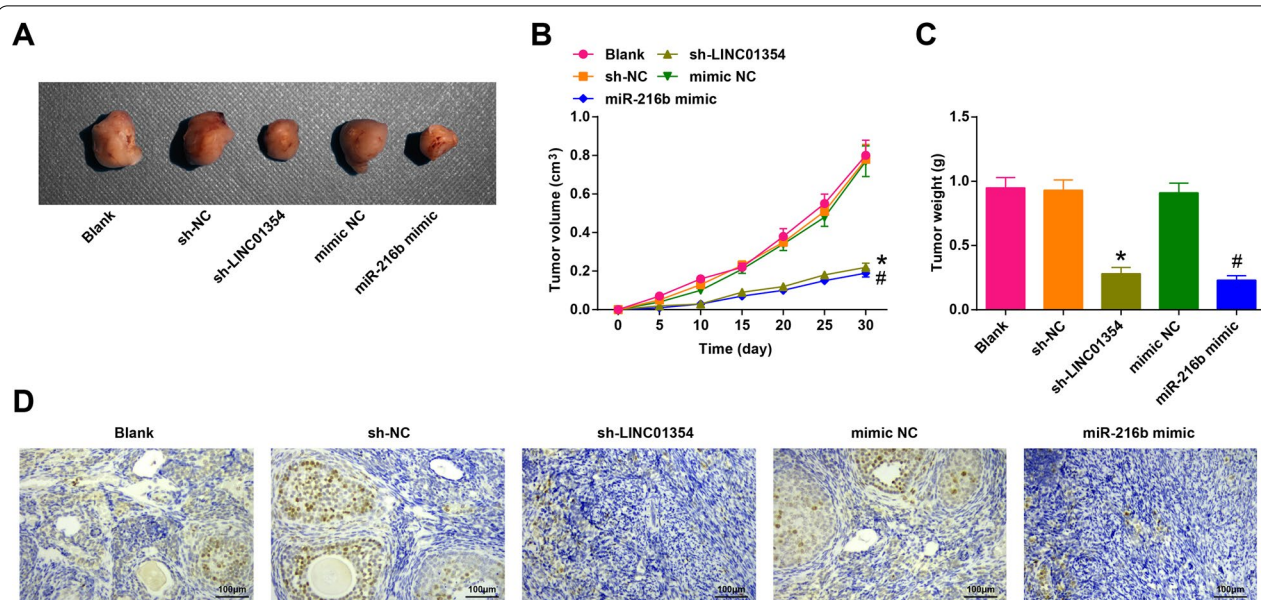 A
Blank
sh-NC
sh-LINC01354
mimic NC
miR-216b mimic
B
Blank
sh-LINC01354
sh-NC
mimic NC
miR-216b mimic
Tumor volume (cm³)
1.0
0.8
0.6
0.4
0.2
0.0
*
#
0 5 10 15 20 25 30
Time (day)
C
Tumor weight (g)
1.5
1.0
0.5
0.0
*
#
Blank
sh-NC
sh-LINC01354
mimic NC
miR-216b mimic
D
Blank
sh-NC
sh-LINC01354
mimic NC
miR-216b mimic
100μm
100μm
100μm
100μm
100μm